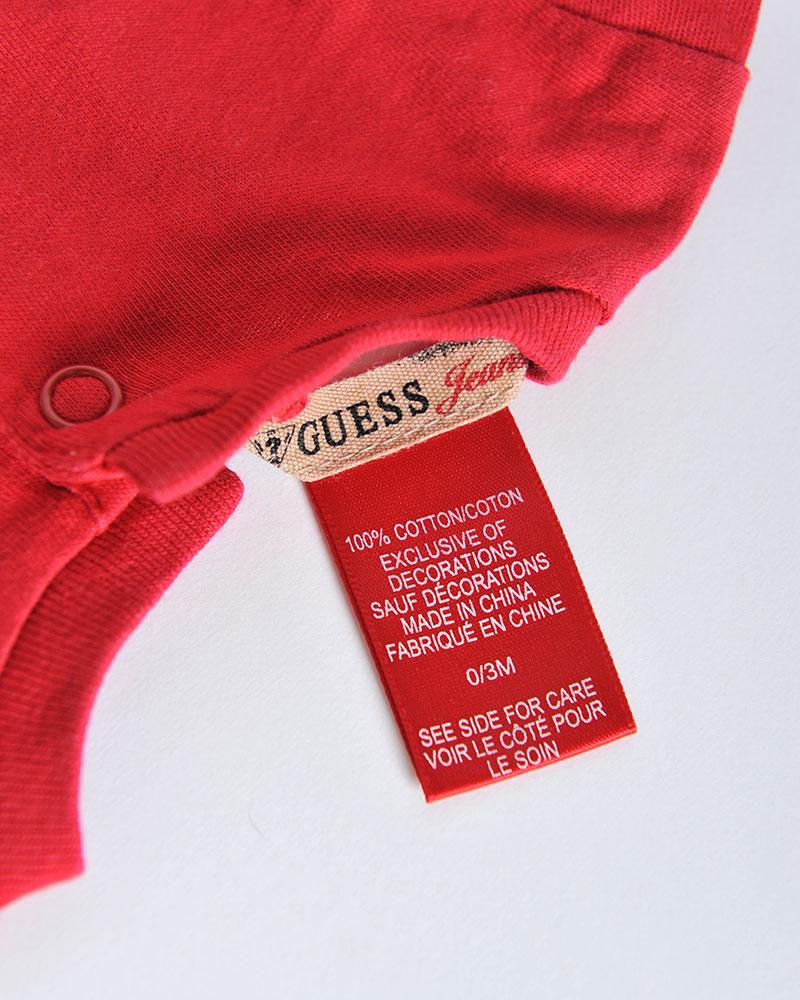 ? GUESS Jeans
100% COTTON/COTON
EXCLUSIVE OF
DECORATIONS
SAUF DÉCORATIONS
MADE IN CHINA
FABRIQUÉ EN CHINE
0/3M
SEE SIDE FOR CARE
VOIR LE CÔTÉ POUR
LE SOIN